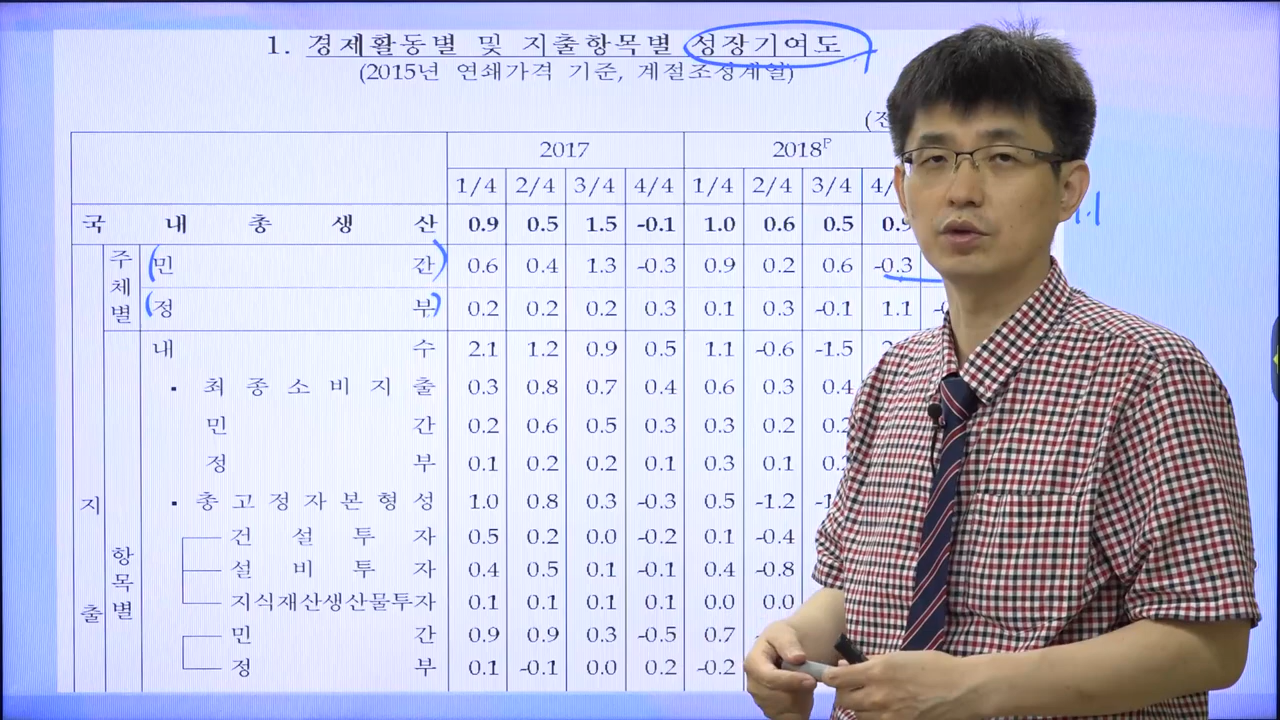 1. 경제활동별 및 지출항목별 성장기여도
(2015년 연쇄가격 기준, 계절조정계열)
2017 2018ᴾ
1/4 2/4 3/4 4/4 1/4 2/4 3/4
국내총생산 0.9 0.5 1.5 -0.1 1.0 0.6 0.5
주체별 민간 0.6 0.4 1.3 -0.3 0.9 0.2 0.6 -0.3
정부 0.2 0.2 0.2 0.3 0.1 0.3 -0.1 1.1
지출 항목별 내수 2.1 1.2 0.9 0.5 1.1 -0.6 -1.5
▪ 최종소비지출 0.3 0.8 0.7 0.4 0.6 0.3 0.4
민간 0.2 0.6 0.5 0.3 0.3 0.2
정부 0.1 0.2 0.2 0.1 0.3 0.1
▪ 총고정자본형성 1.0 0.8 0.3 -0.3 0.5 -1.2
건설투자 0.5 0.2 0.0 -0.2 0.1 -0.4
설비투자 0.4 0.5 0.1 -0.1 0.4 -0.8
지식재산생산물투자 0.1 0.1 0.1 0.1 0.0 0.0
민간 0.9 0.9 0.3 -0.5 0.7
정부 0.1 -0.1 0.0 0.2 -0.2